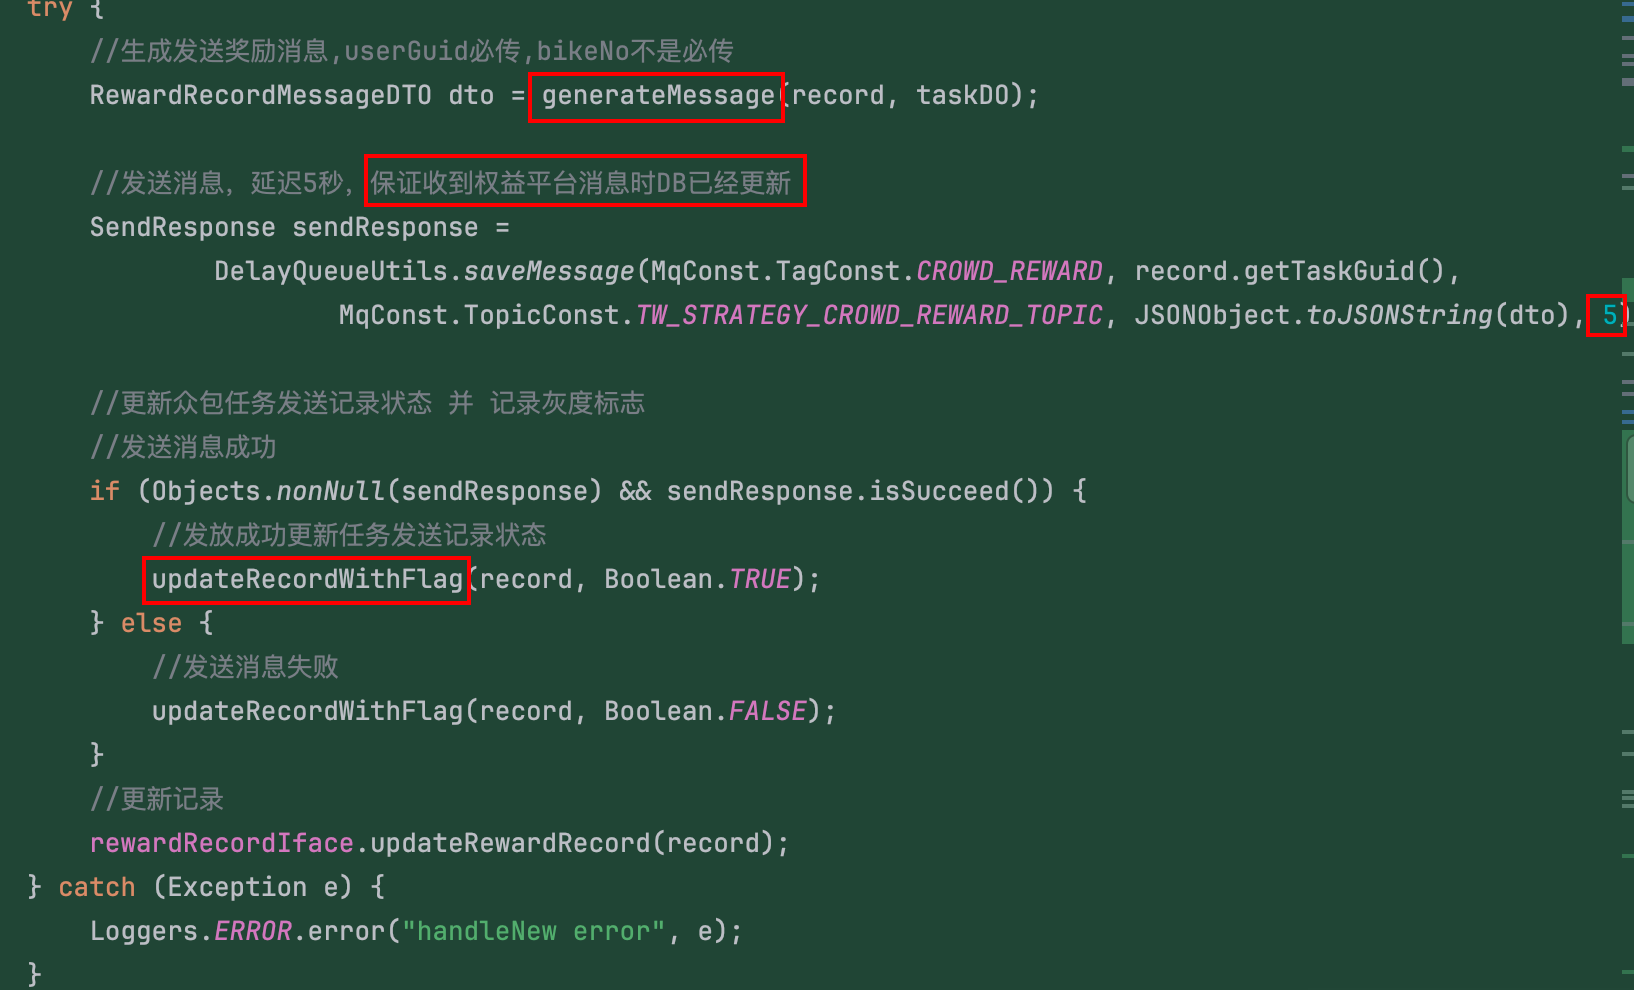 try {
//生成发送奖励消息,userGuid必传,bikeNo不是必传
RewardRecordMessageDTO dto = generateMessage(record, taskDO);
//发送消息，延迟5秒，保证收到权益平台消息时DB已经更新
SendResponse sendResponse =
DelayQueueUtils.saveMessage(MqConst.TagConst.CROWD_REWARD, record.getTaskGuid(),
MqConst.TopicConst.TW_STRATEGY_CROWD_REWARD_TOPIC, JSONObject.toJSONString(dto), 5)
//更新众包任务发送记录状态 并 记录灰度标志
//发送消息成功
if (Objects.nonNull(sendResponse) && sendResponse.isSucceed()) {
//发放成功更新任务发送记录状态
updateRecordWithFlag(record, Boolean.TRUE);
} else {
//发送消息失败
updateRecordWithFlag(record, Boolean.FALSE);
}
//更新记录
rewardRecordIface.updateRewardRecord(record);
} catch (Exception e) {
Loggers.ERROR.error("handleNew error", e);
}